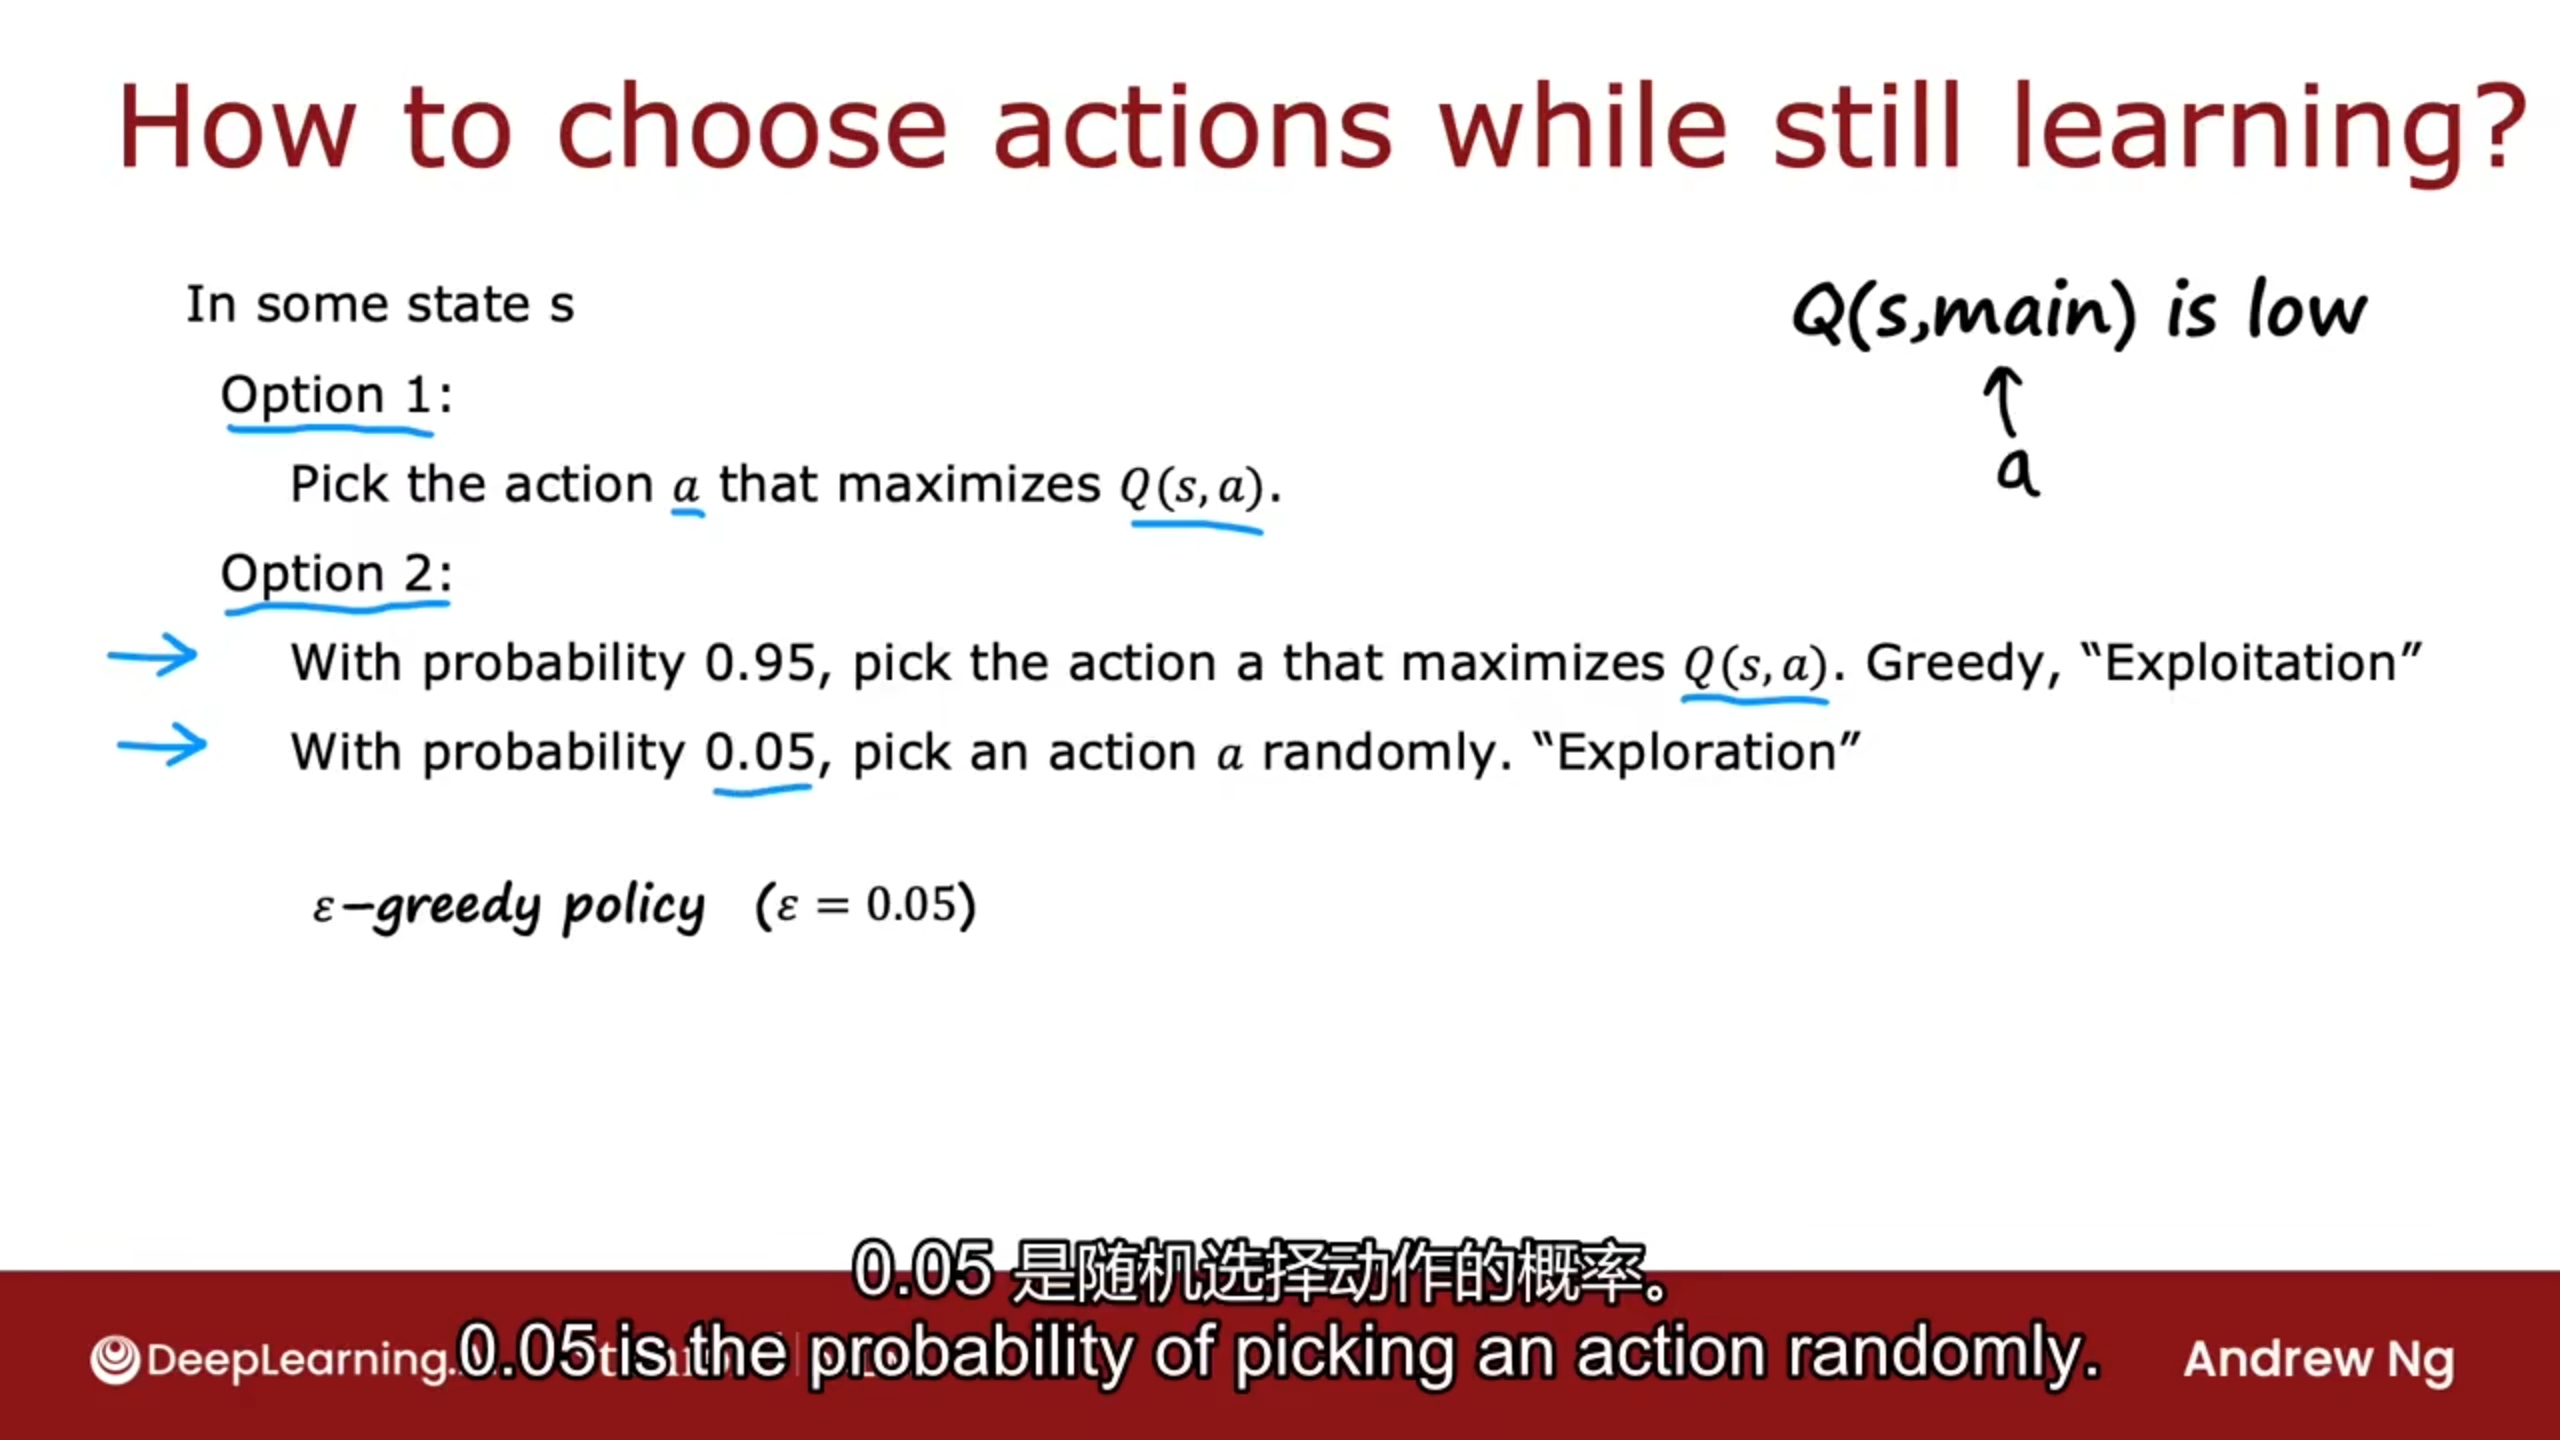 How to choose actions while still learning?
In some state s
Q(s,main) is low
Option 1:
a
Pick the action a that maximizes Q(s, a).
Option 2:
With probability 0.95, pick the action a that maximizes Q(s, a). Greedy, “Exploitation”
With probability 0.05, pick an action a randomly. “Exploration”
ε–greedy policy (ε = 0.05)
0.05 是随机选择动作的概率。
0.05 is the probability of picking an action randomly.
DeepLearning.
Andrew Ng